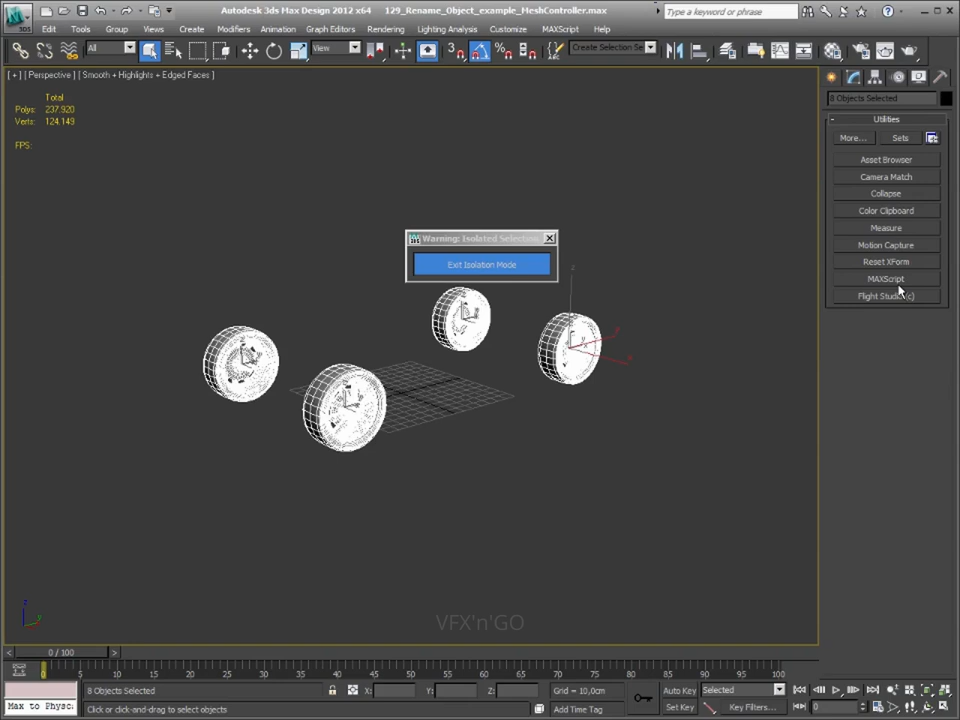 Autodesk 3ds Max Design 2012 x64 129_Rename_Object_example_MeshController.max
Type a keyword or phrase
Edit Tools Group Views Create Modifiers Animation Graph Editors Rendering Lighting Analysis Customize MAXScript Help
All View Create Selection Se
[ + ] [ Perspective ] [ Smooth + Highlights + Edged Faces ]
Total
Polys: 237.920
Verts: 124.149
FPS:
8 Objects Selected
Utilities
More... Sets
Asset Browser
Camera Match
Collapse
Color Clipboard
Measure
Motion Capture
Reset XForm
MAXScript
Warning: Isolated Selection
Exit Isolation Mode
VFX'n'GO
0 / 100
0 5 10 15 20 25 30 35 40 45 50 55 60 65 70 75 80 85 90 95 100
8 Objects Selected X: Y: Z: Grid = 10,0cm Auto Key Selected
Max to Physc: Click or click-and-drag to select objects Add Time Tag Set Key Key Filters... 0